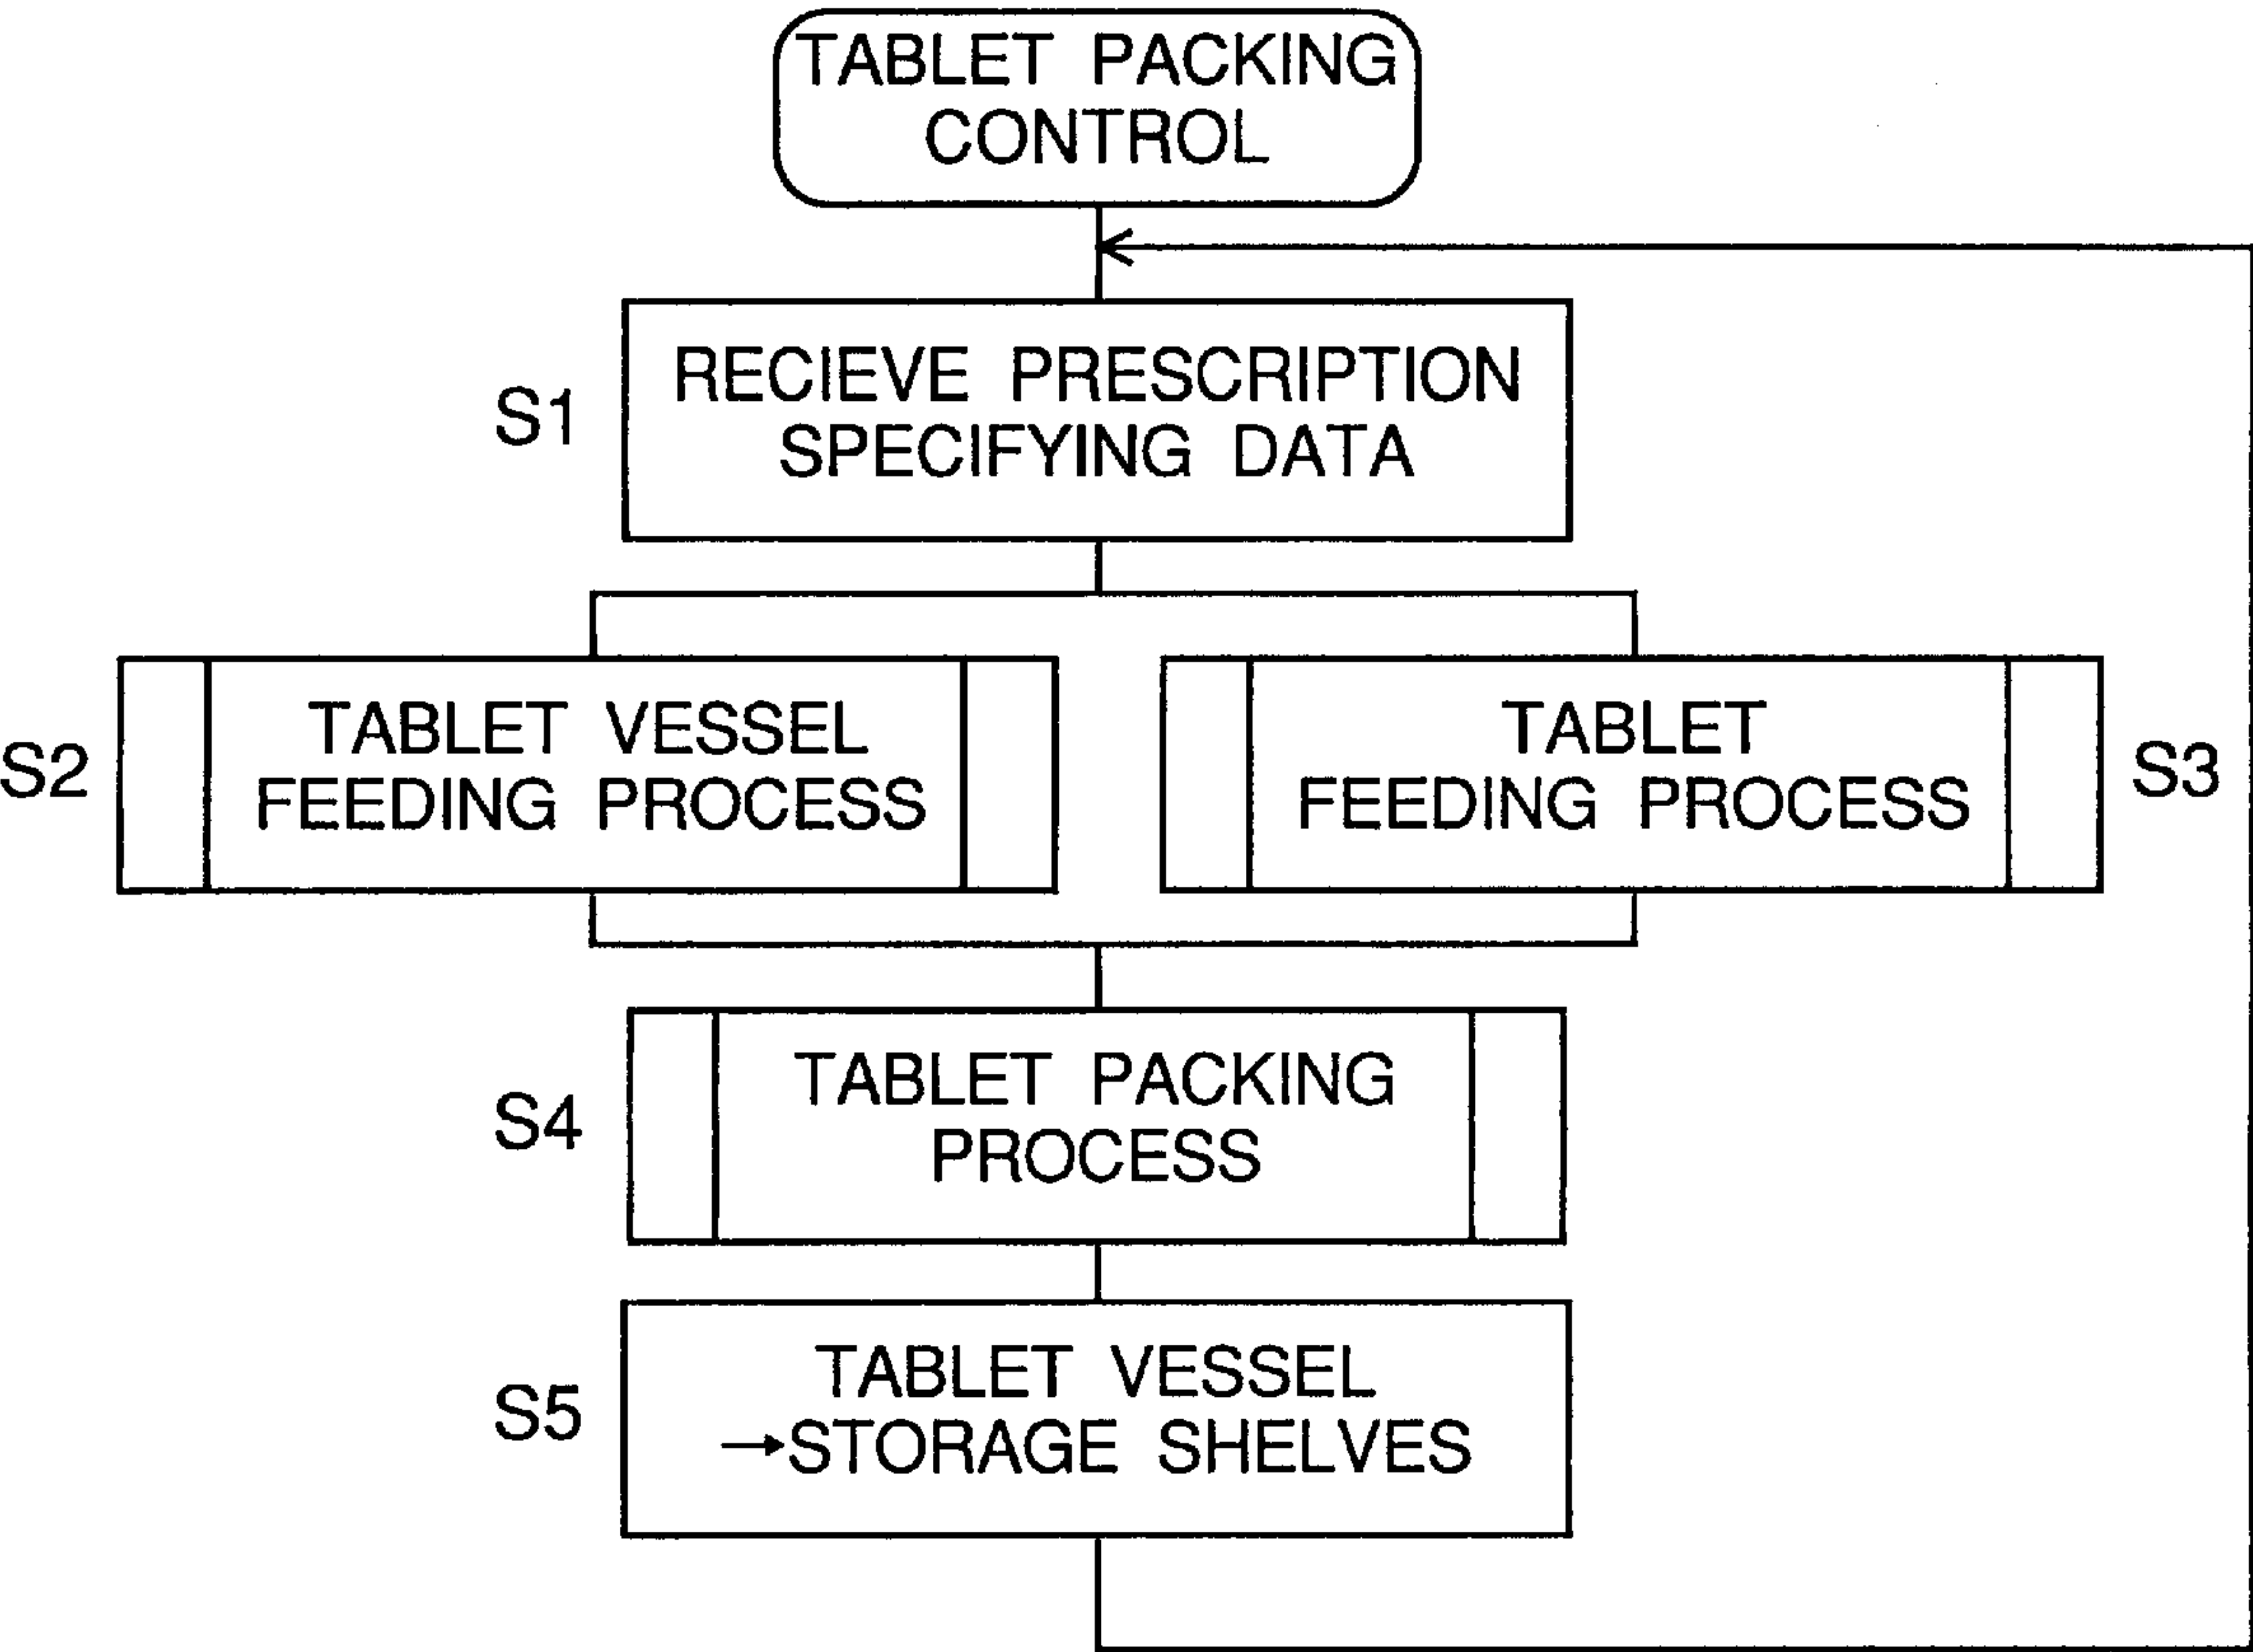 TABLET PACKING
CONTROL
S1
RECIEVE PRESCRIPTION
SPECIFYING DATA
S2
TABLET VESSEL
FEEDING PROCESS
TABLET
FEEDING PROCESS
S3
S4
TABLET PACKING
PROCESS
S5
TABLET VESSEL
→STORAGE SHELVES